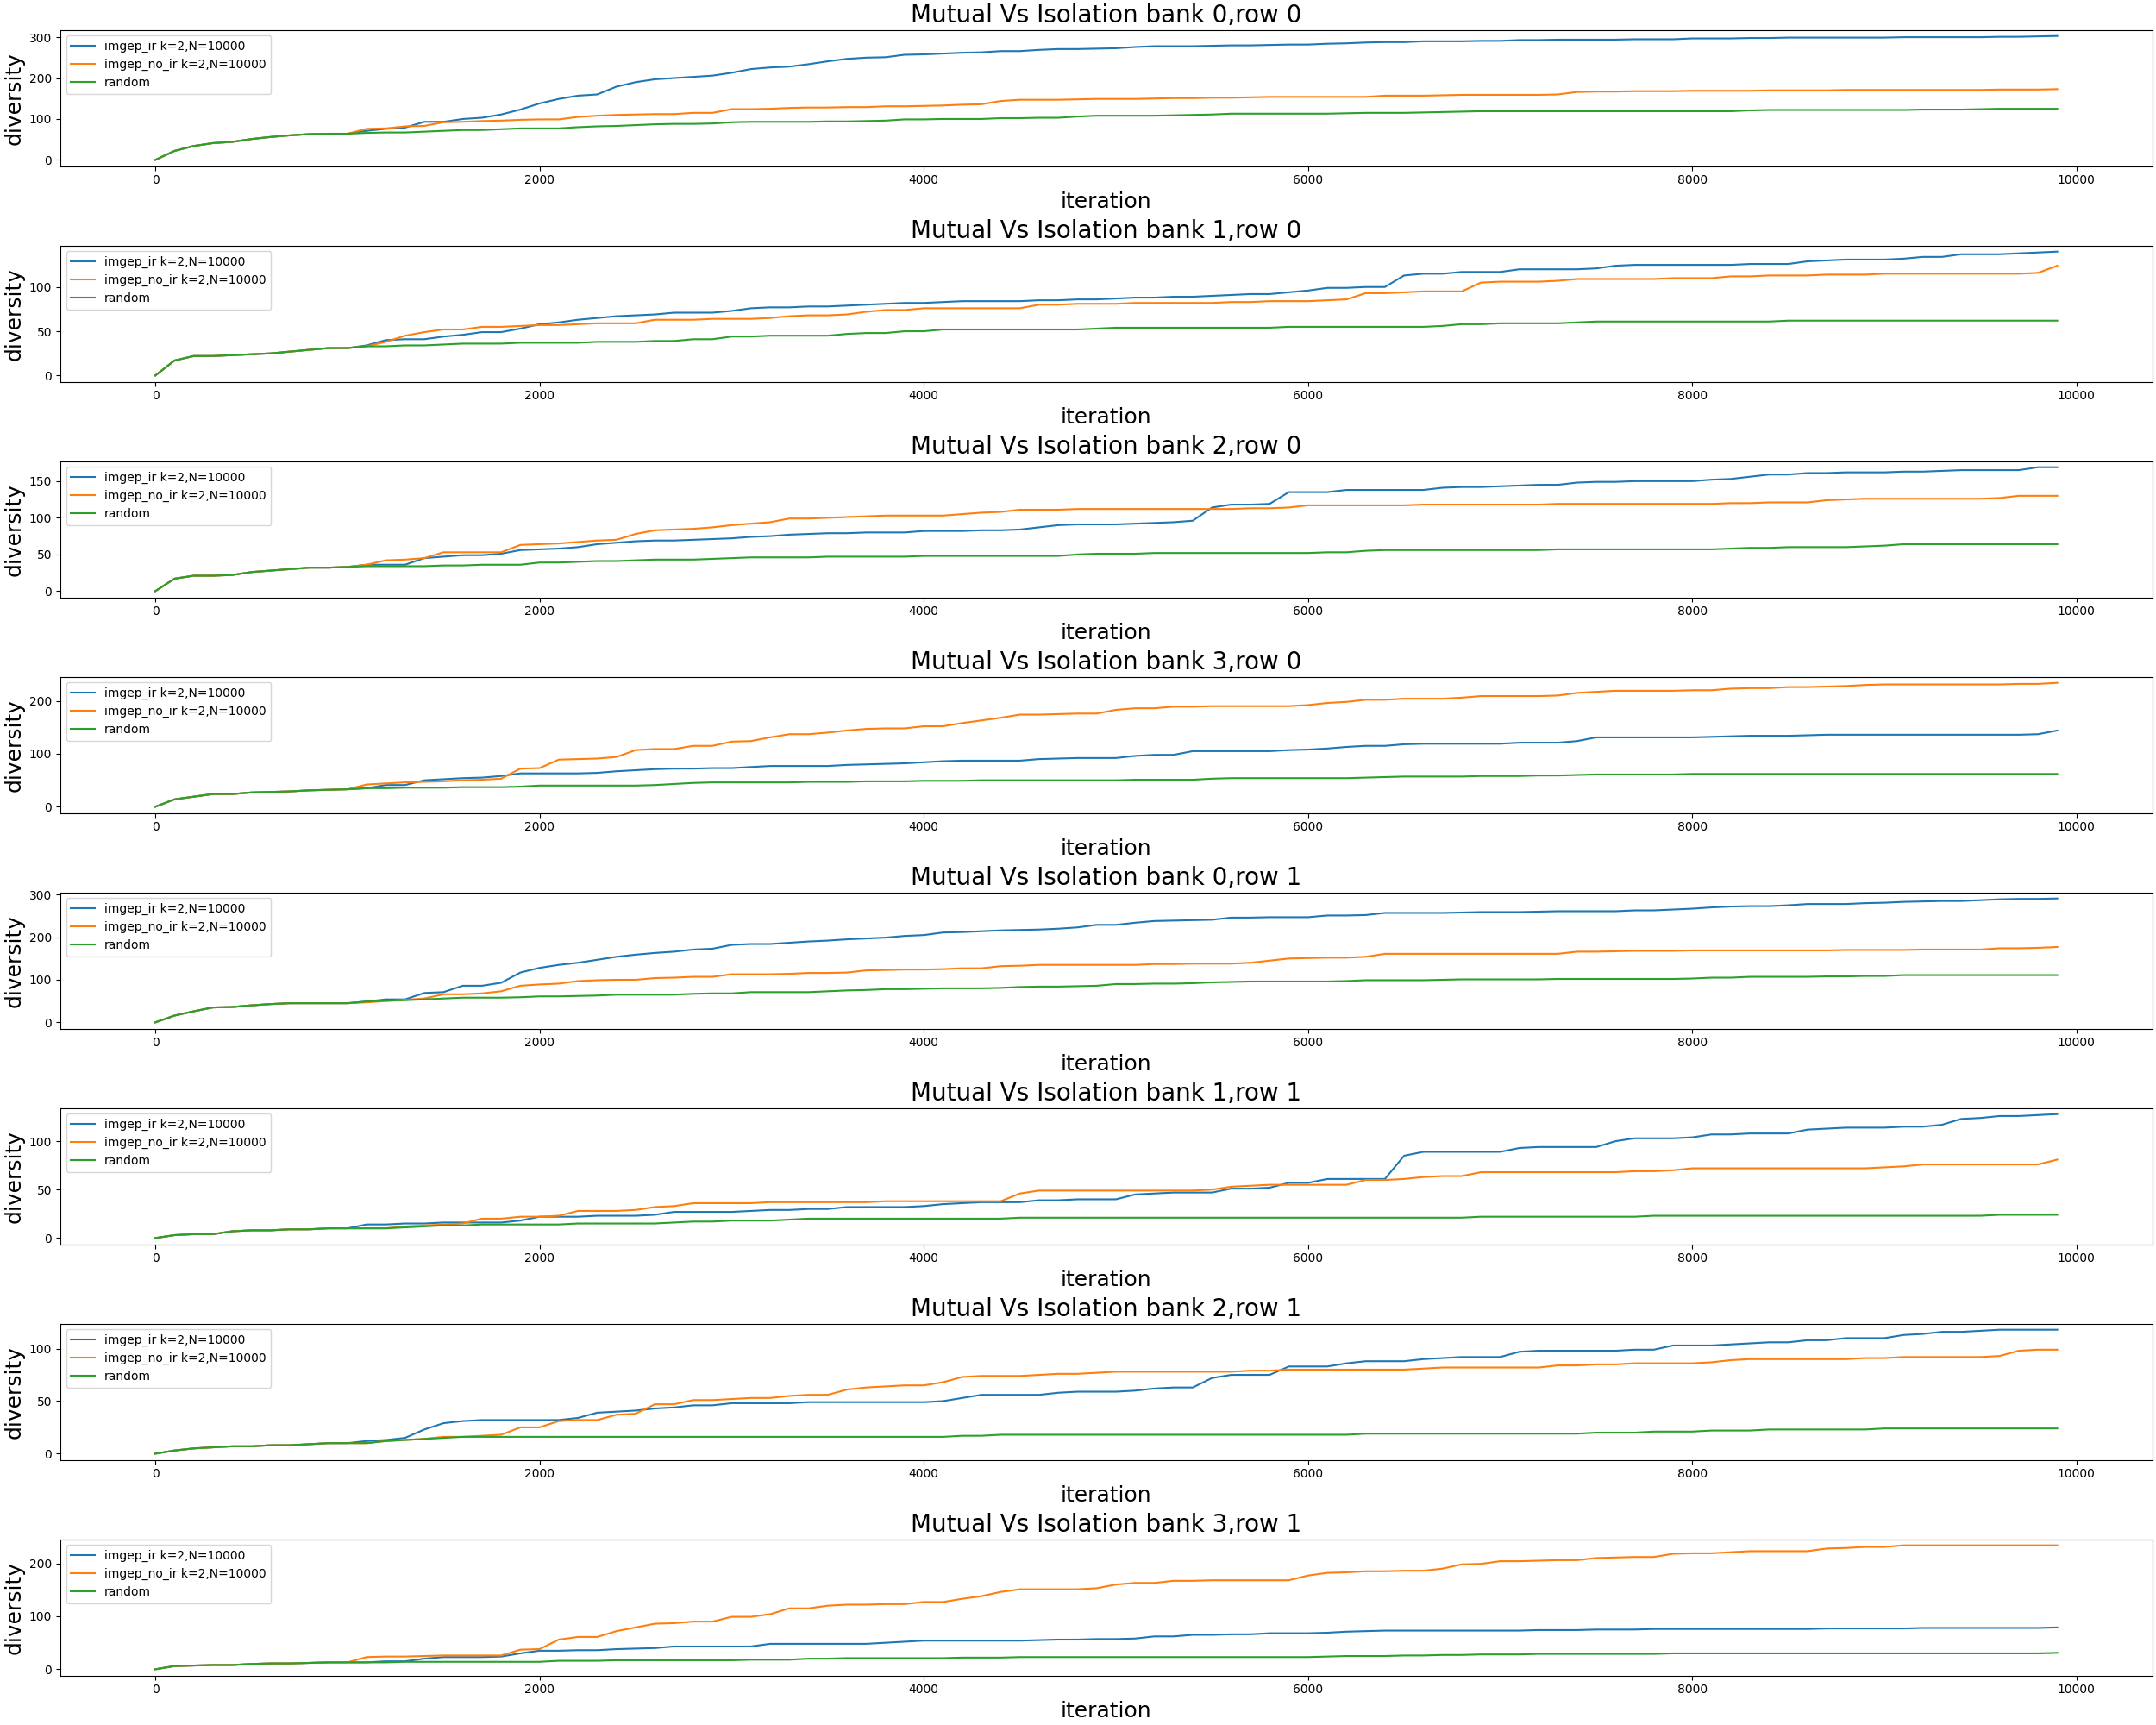 Mutual Vs Isolation bank 0,row 0
diversity
300
200
100
0
imgep_ir k=2,N=10000
imgep_no_ir k=2,N=10000
random
0 2000 4000 6000 8000 10000
iteration
Mutual Vs Isolation bank 1,row 0
diversity
100
50
0
imgep_ir k=2,N=10000
imgep_no_ir k=2,N=10000
random
0 2000 4000 6000 8000 10000
iteration
Mutual Vs Isolation bank 2,row 0
diversity
150
100
50
0
imgep_ir k=2,N=10000
imgep_no_ir k=2,N=10000
random
0 2000 4000 6000 8000 10000
iteration
Mutual Vs Isolation bank 3,row 0
diversity
200
100
0
imgep_ir k=2,N=10000
imgep_no_ir k=2,N=10000
random
0 2000 4000 6000 8000 10000
iteration
Mutual Vs Isolation bank 0,row 1
diversity
300
200
100
0
imgep_ir k=2,N=10000
imgep_no_ir k=2,N=10000
random
0 2000 4000 6000 8000 10000
iteration
Mutual Vs Isolation bank 1,row 1
diversity
100
50
0
imgep_ir k=2,N=10000
imgep_no_ir k=2,N=10000
random
0 2000 4000 6000 8000 10000
iteration
Mutual Vs Isolation bank 2,row 1
diversity
100
50
0
imgep_ir k=2,N=10000
imgep_no_ir k=2,N=10000
random
0 2000 4000 6000 8000 10000
iteration
Mutual Vs Isolation bank 3,row 1
diversity
200
100
0
imgep_ir k=2,N=10000
imgep_no_ir k=2,N=10000
random
0 2000 4000 6000 8000 10000
iteration